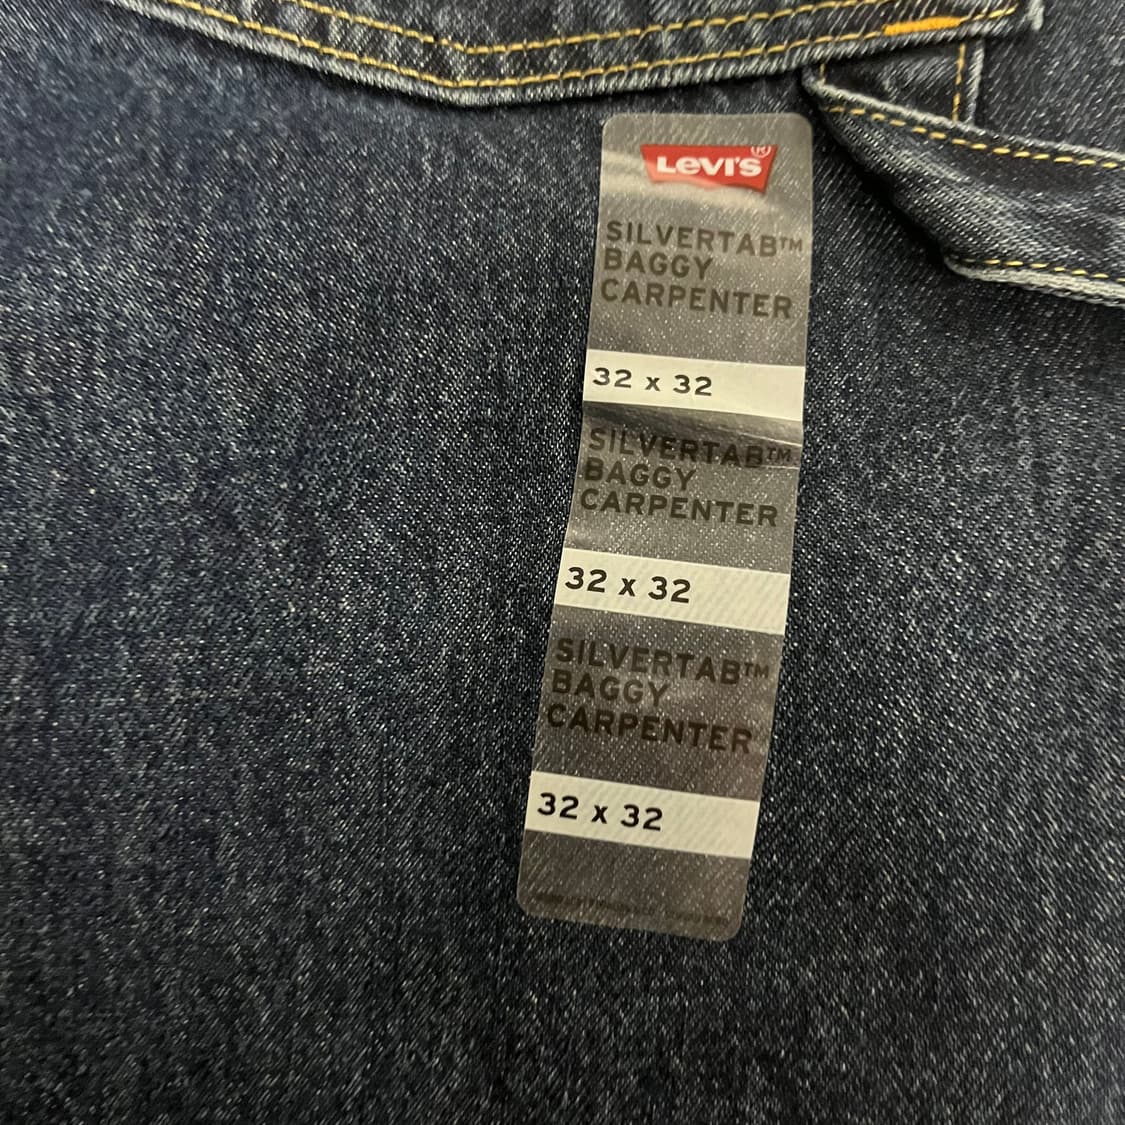 LEVI'S®
SILVERTAB™
BAGGY
CARPENTER
32 x 32
SILVERTAB™
BAGGY
CARPENTER
32 x 32
SILVERTAB™
BAGGY
CARPENTER
32 x 32